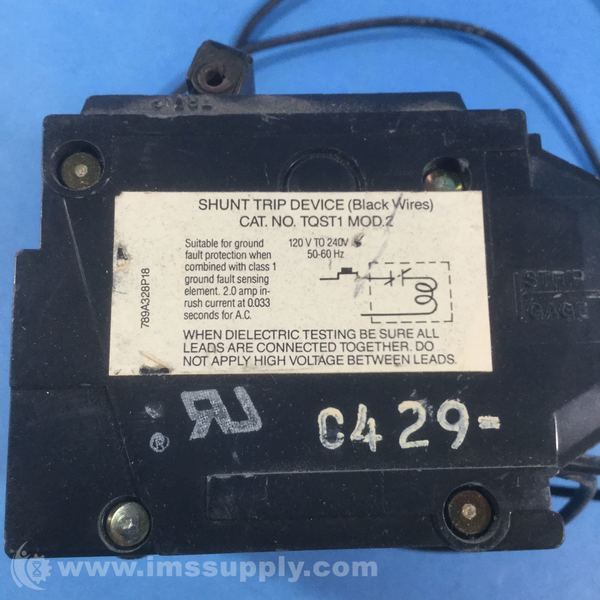 SHUNT TRIP DEVICE (Black Wires)
CAT. NO. TQST1 MOD.2
Suitable for ground
fault protection when
combined with class 1
ground fault sensing
element. 2.0 amp in-
rush current at 0.033
seconds for A.C.
120 V TO 240V
50-60 Hz
789A328P18
WHEN DIELECTRIC TESTING BE SURE ALL
LEADS ARE CONNECTED TOGETHER. DO
NOT APPLY HIGH VOLTAGE BETWEEN LEADS.
STRIP
GAGE
®
C429-
www.imssupply.com